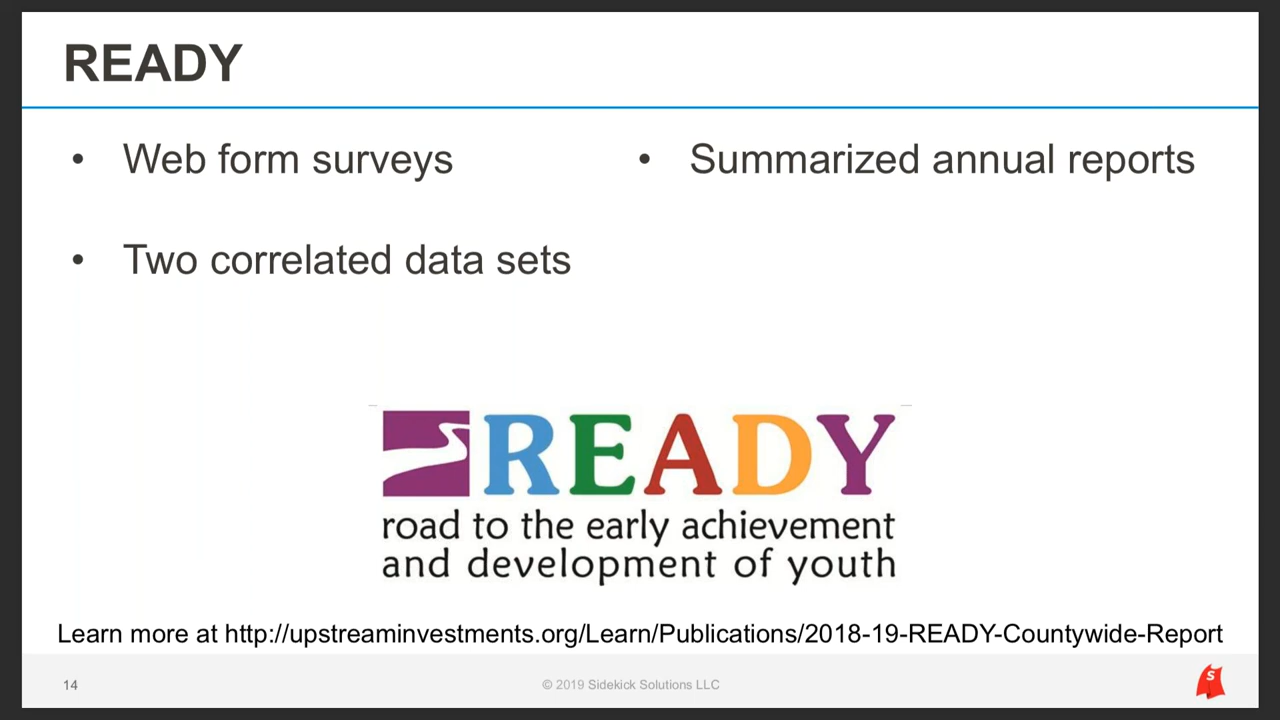 READY
• Web form surveys
• Two correlated data sets
• Summarized annual reports
READY
road to the early achievement
and development of youth
Learn more at http://upstreaminvestments.org/Learn/Publications/2018-19-READY-Countywide-Report
14
© 2019 Sidekick Solutions LLC
S